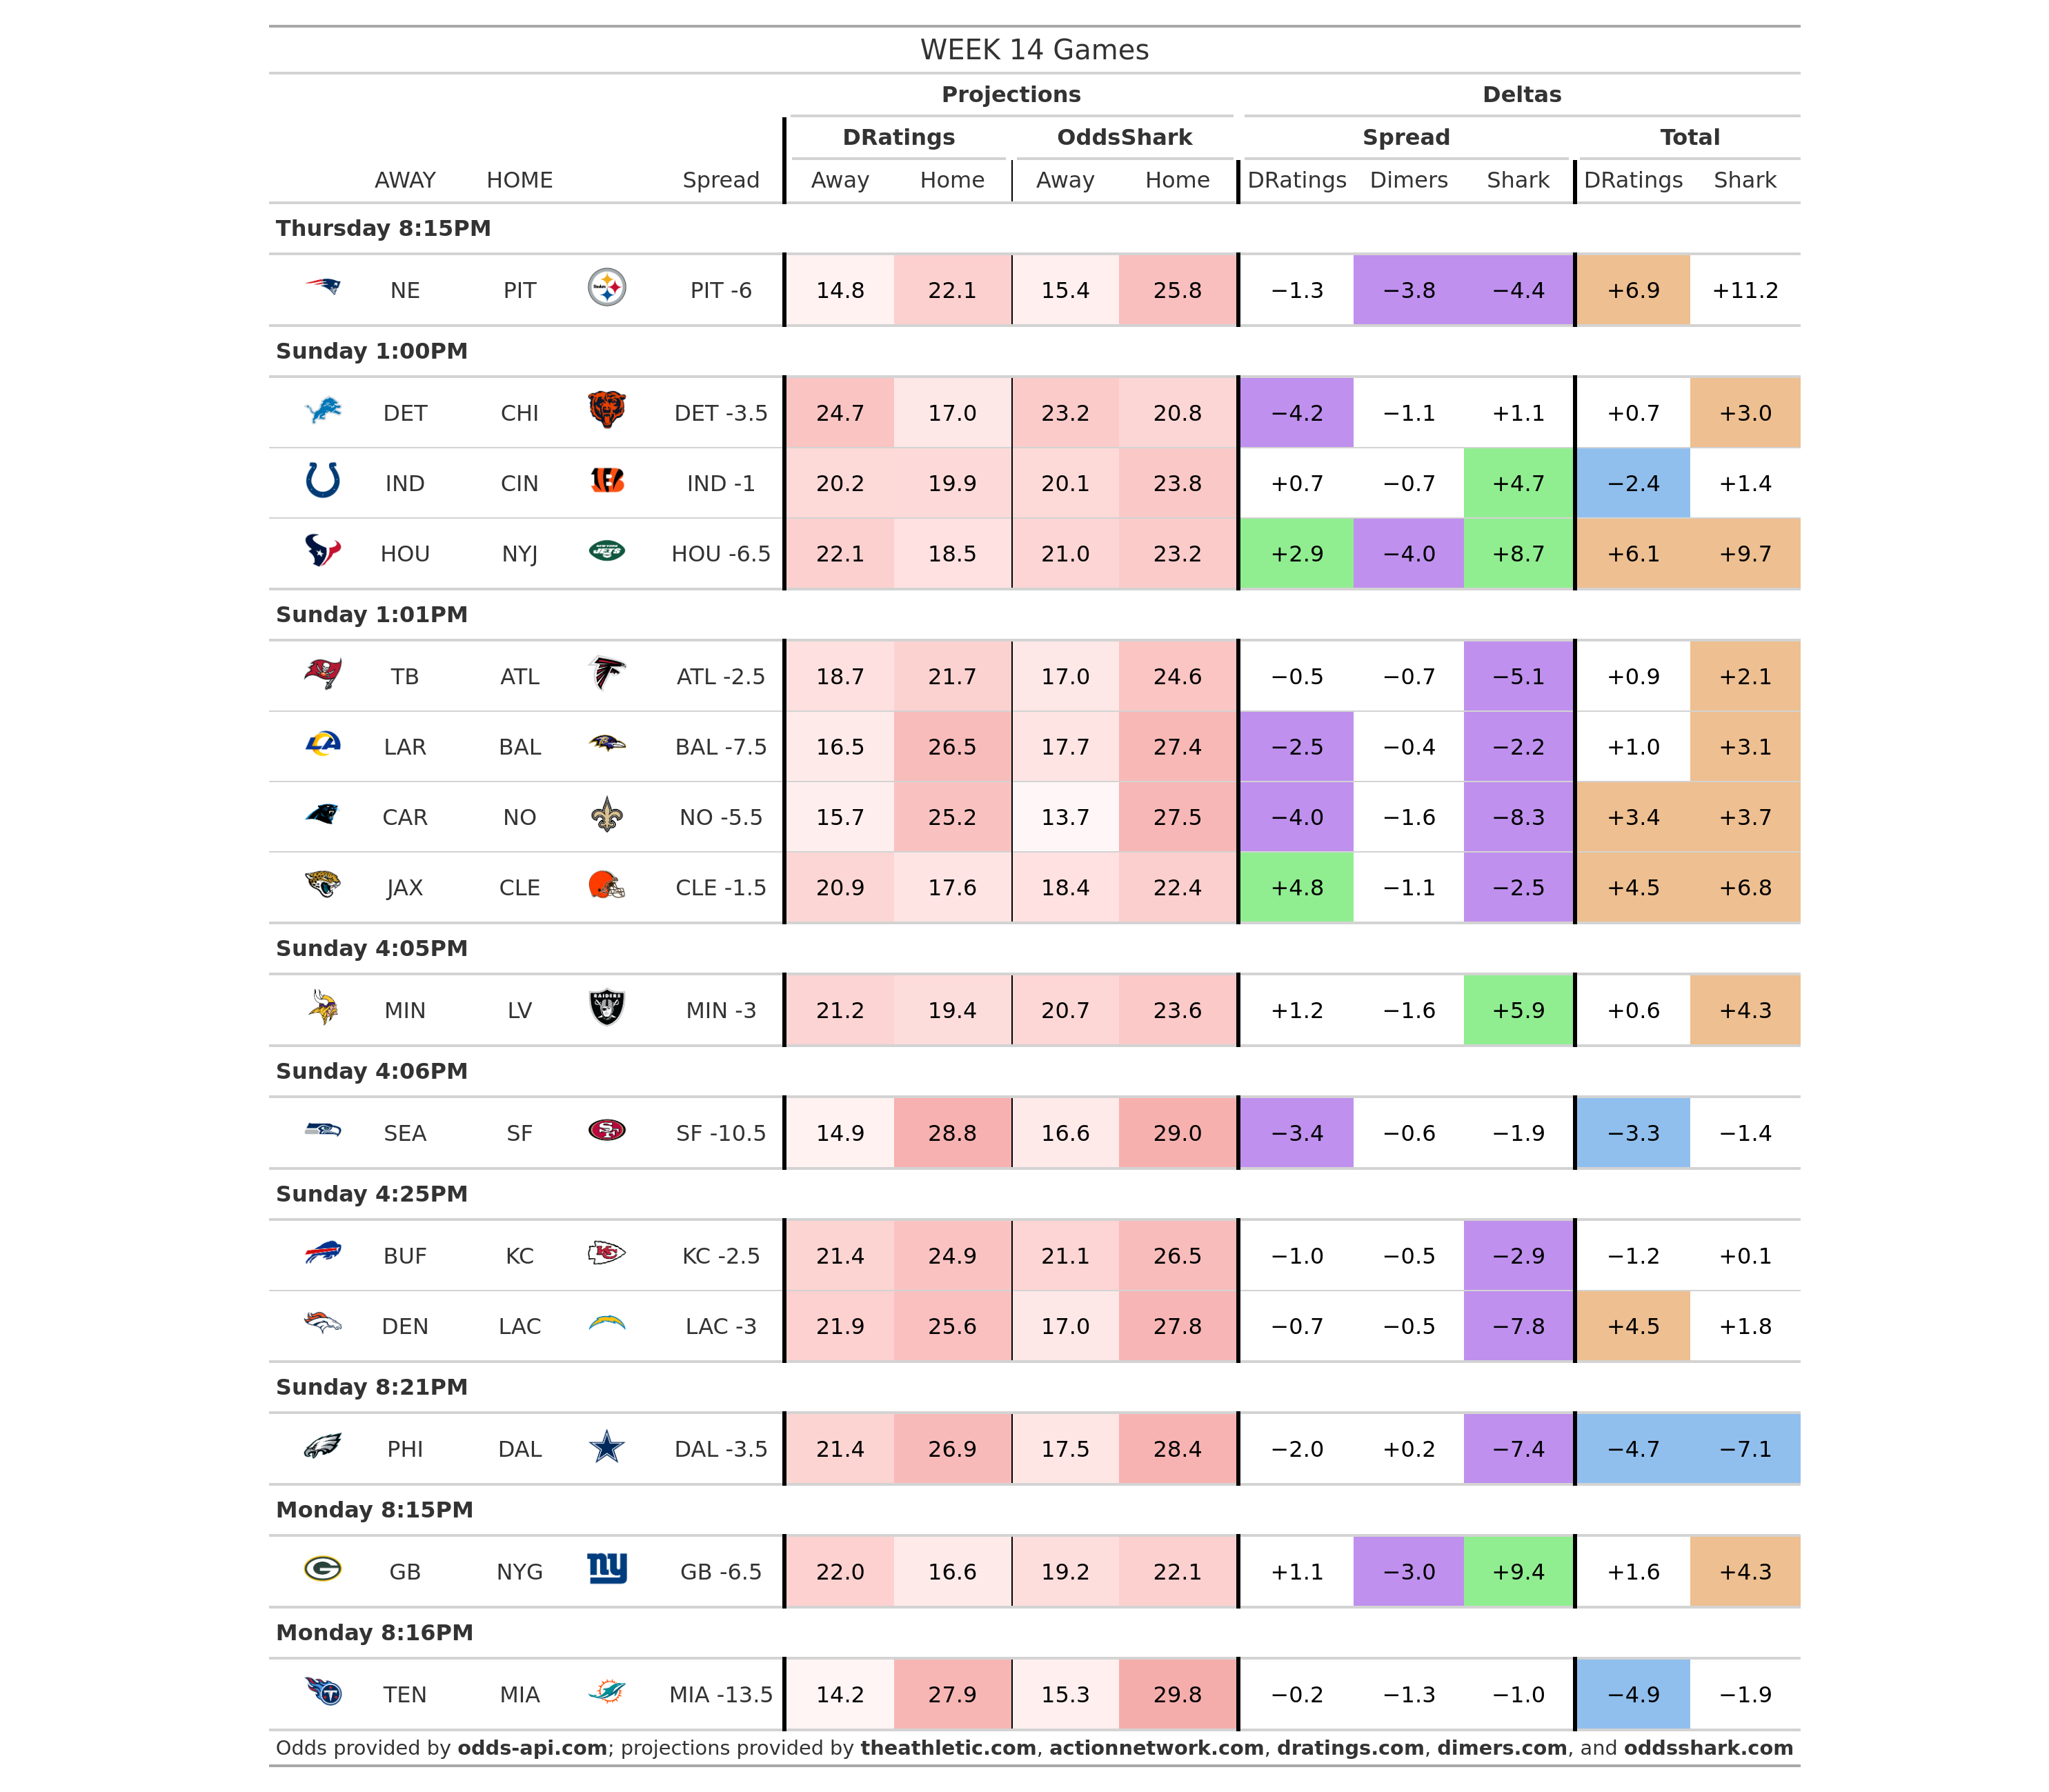 WEEK 14 Games
Projections Deltas
DRatings OddsShark Spread Total
AWAY HOME Spread Away Home Away Home DRatings Dimers Shark DRatings Shark
Thursday 8:15PM
NE PIT PIT -6 14.8 22.1 15.4 25.8 −1.3 −3.8 −4.4 +6.9 +11.2
Sunday 1:00PM
DET CHI DET -3.5 24.7 17.0 23.2 20.8 −4.2 −1.1 +1.1 +0.7 +3.0
IND CIN IND -1 20.2 19.9 20.1 23.8 +0.7 −0.7 +4.7 −2.4 +1.4
HOU NYJ HOU -6.5 22.1 18.5 21.0 23.2 +2.9 −4.0 +8.7 +6.1 +9.7
Sunday 1:01PM
TB ATL ATL -2.5 18.7 21.7 17.0 24.6 −0.5 −0.7 −5.1 +0.9 +2.1
LAR BAL BAL -7.5 16.5 26.5 17.7 27.4 −2.5 −0.4 −2.2 +1.0 +3.1
CAR NO NO -5.5 15.7 25.2 13.7 27.5 −4.0 −1.6 −8.3 +3.4 +3.7
JAX CLE CLE -1.5 20.9 17.6 18.4 22.4 +4.8 −1.1 −2.5 +4.5 +6.8
Sunday 4:05PM
MIN LV MIN -3 21.2 19.4 20.7 23.6 +1.2 −1.6 +5.9 +0.6 +4.3
Sunday 4:06PM
SEA SF SF -10.5 14.9 28.8 16.6 29.0 −3.4 −0.6 −1.9 −3.3 −1.4
Sunday 4:25PM
BUF KC KC -2.5 21.4 24.9 21.1 26.5 −1.0 −0.5 −2.9 −1.2 +0.1
DEN LAC LAC -3 21.9 25.6 17.0 27.8 −0.7 −0.5 −7.8 +4.5 +1.8
Sunday 8:21PM
PHI DAL DAL -3.5 21.4 26.9 17.5 28.4 −2.0 +0.2 −7.4 −4.7 −7.1
Monday 8:15PM
GB NYG GB -6.5 22.0 16.6 19.2 22.1 +1.1 −3.0 +9.4 +1.6 +4.3
Monday 8:16PM
TEN MIA MIA -13.5 14.2 27.9 15.3 29.8 −0.2 −1.3 −1.0 −4.9 −1.9
Odds provided by odds-api.com; projections provided by theathletic.com, actionnetwork.com, dratings.com, dimers.com, and oddsshark.com